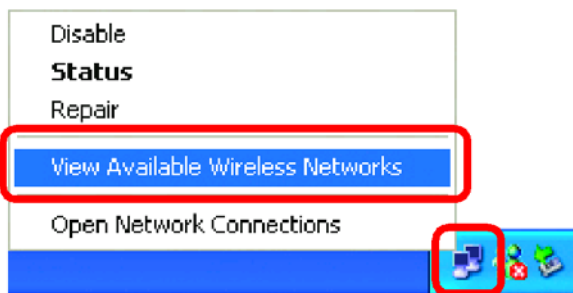 Disable
Status
Repair
View Available Wireless Networks
Open Network Connections